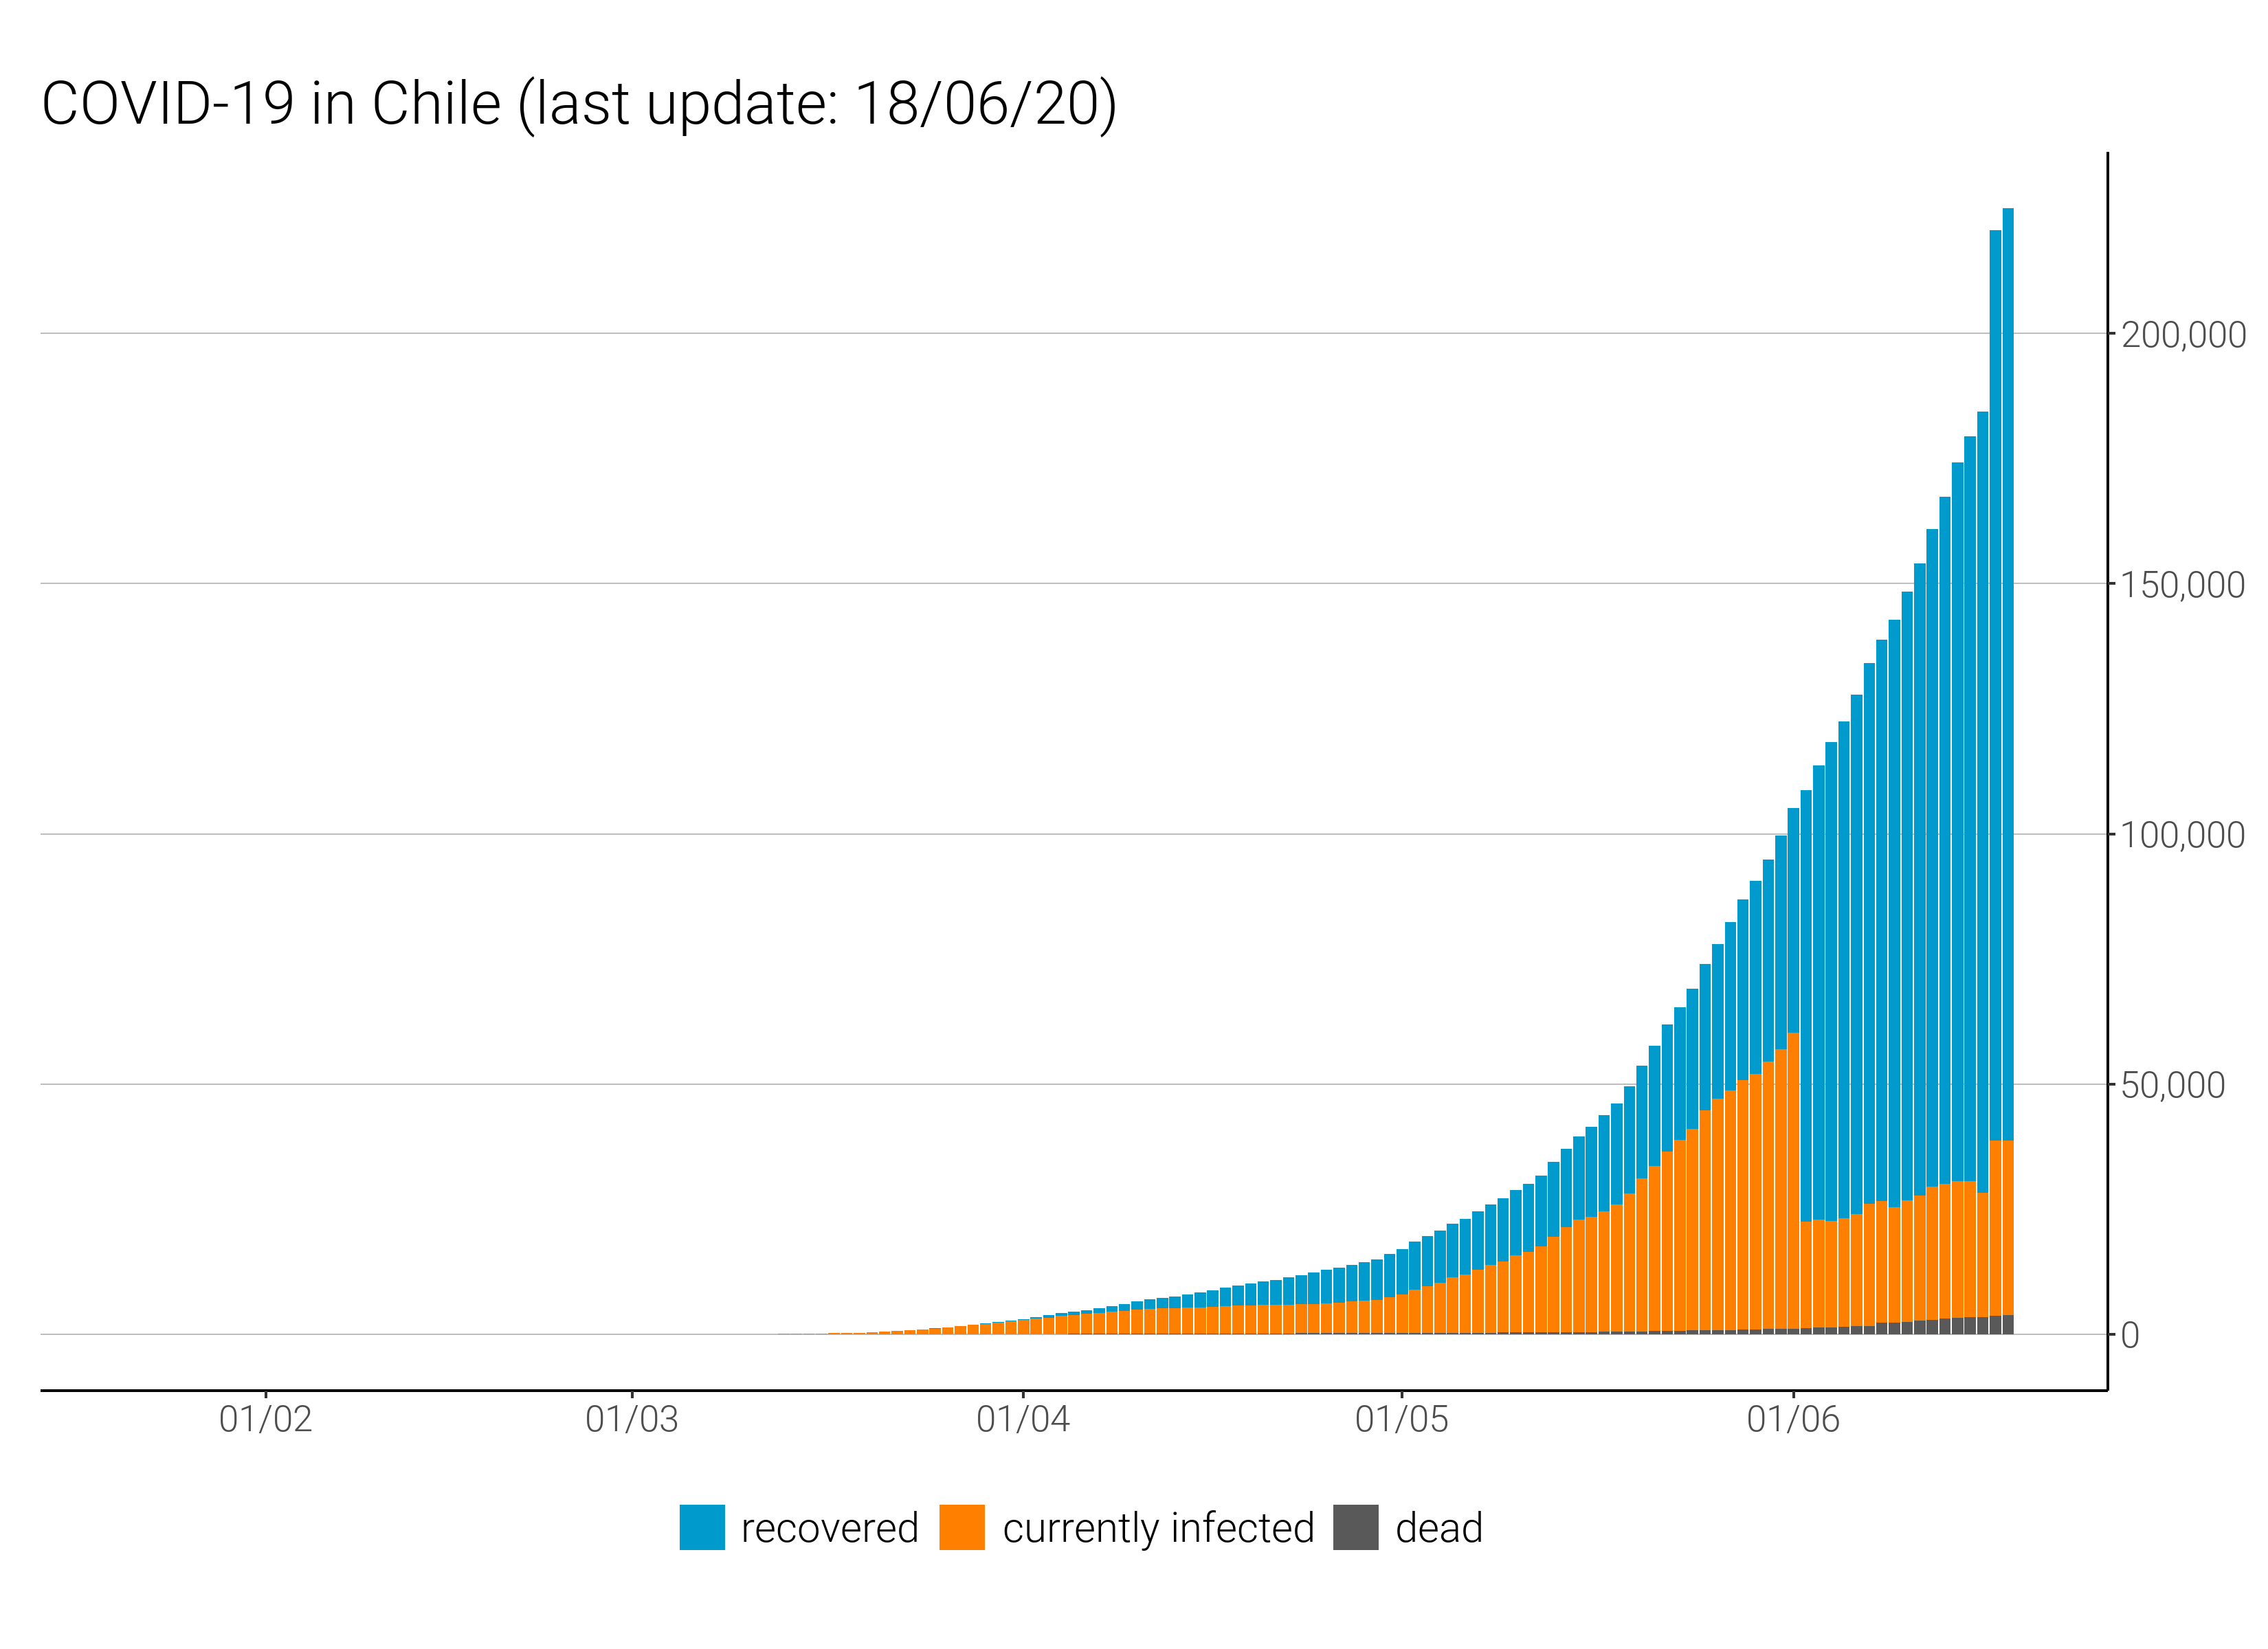 COVID-19 in Chile (last update: 18/06/20)
200,000
150,000
100,000
50,000
0
01/02 01/03 01/04 01/05 01/06
recovered currently infected dead